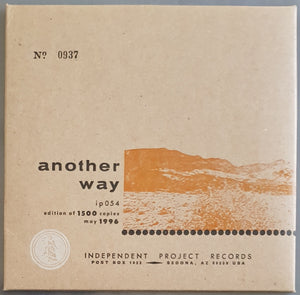 Nº 0937
another
way
ip054
edition of 1500 copies
may 1996
INDEPENDENT PROJECT RECORDS
POST BOX 1033 SEDONA, AZ 86339 USA